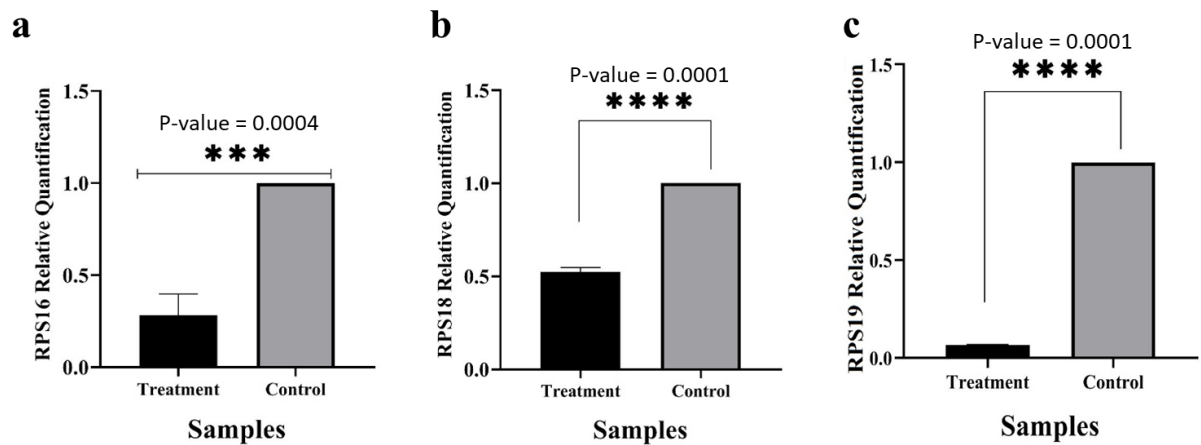 a
P-value = 0.0004
***
RPS16 Relative Quantification
1.5
1.0
0.5
0.0
Treatment
Control
Samples
b
P-value = 0.0001
****
RPS18 Relative Quantification
1.5
1.0
0.5
0.0
Treatment
Control
Samples
c
P-value = 0.0001
****
RPS19 Relative Quantification
1.5
1.0
0.5
0.0
Treatment
Control
Samples